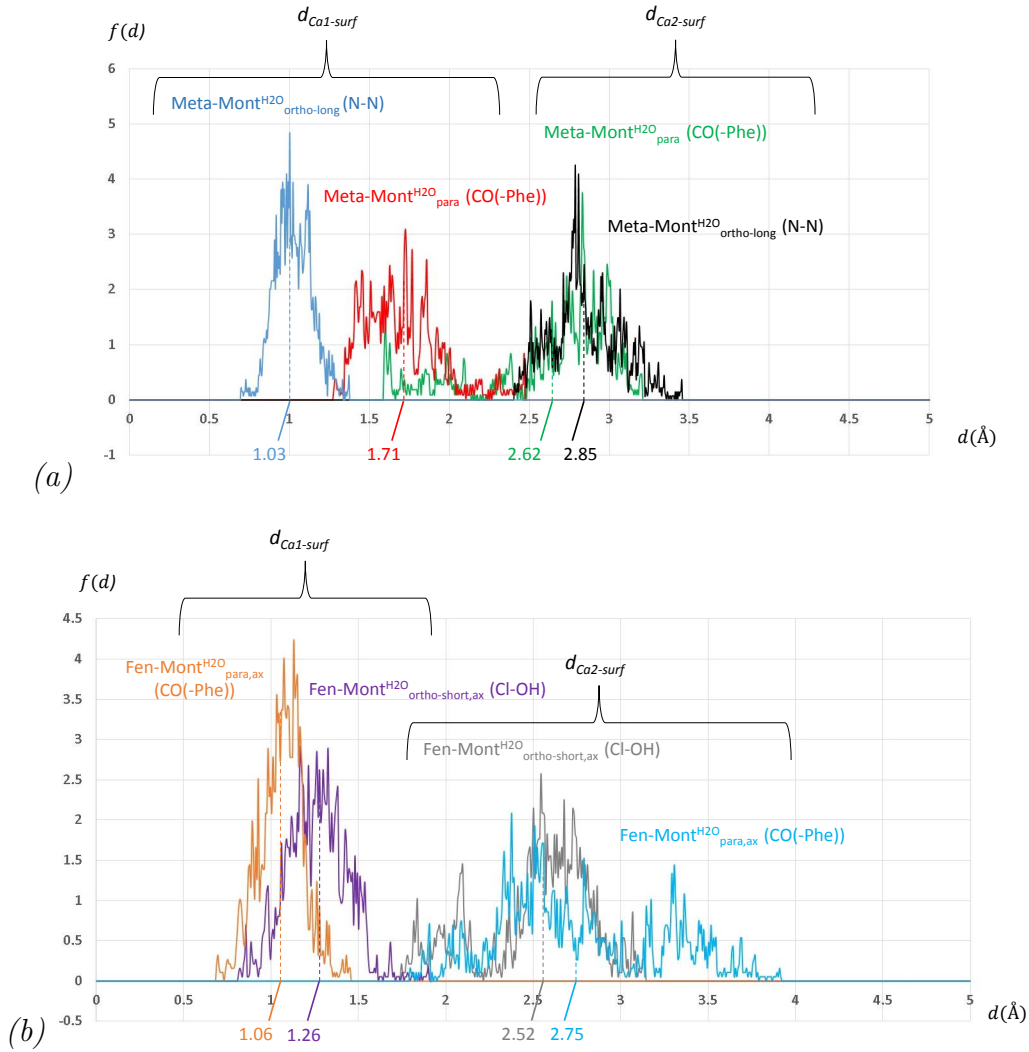 d_Ca1-surf
d_Ca2-surf
f(d)
6
5
4
3
2
1
0
-1
Meta-Mont^H2O_ortho-long (N-N)
Meta-Mont^H2O_para (CO(-Phe))
Meta-Mont^H2O_para (CO(-Phe))
Meta-Mont^H2O_ortho-long (N-N)
0 0.5 1 1.5 2 2.5 3 3.5 4 4.5 5
d(Å)
1.03 1.71 2.62 2.85
(a)
d_Ca1-surf
f(d)
4.5
4
3.5
3
2.5
2
1.5
1
0.5
0
-0.5
Fen-Mont^H2O_para,ax
(CO(-Phe))
Fen-Mont^H2O_ortho-short,ax (Cl-OH)
d_Ca2-surf
Fen-Mont^H2O_ortho-short,ax (Cl-OH)
Fen-Mont^H2O_para,ax (CO(-Phe))
0 0.5 1 1.5 2 2.5 3 3.5 4 4.5 5
d(Å)
1.06 1.26 2.52 2.75
(b)